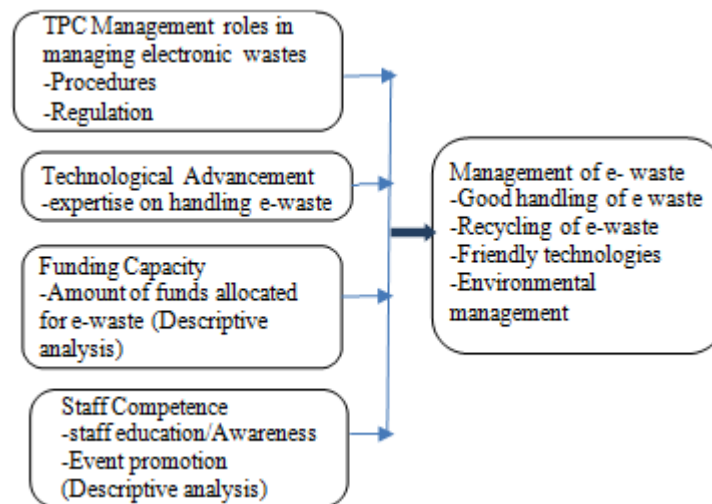 TPC Management roles in
managing electronic wastes
-Procedures
-Regulation
Technological Advancement
-expertise on handling e-waste
Funding Capacity
-Amount of funds allocated
for e-waste (Descriptive
analysis)
Staff Competence
-staff education/Awareness
-Event promotion
(Descriptive analysis)
Management of e- waste
-Good handling of e waste
-Recycling of e-waste
-Friendly technologies
-Environmental
management